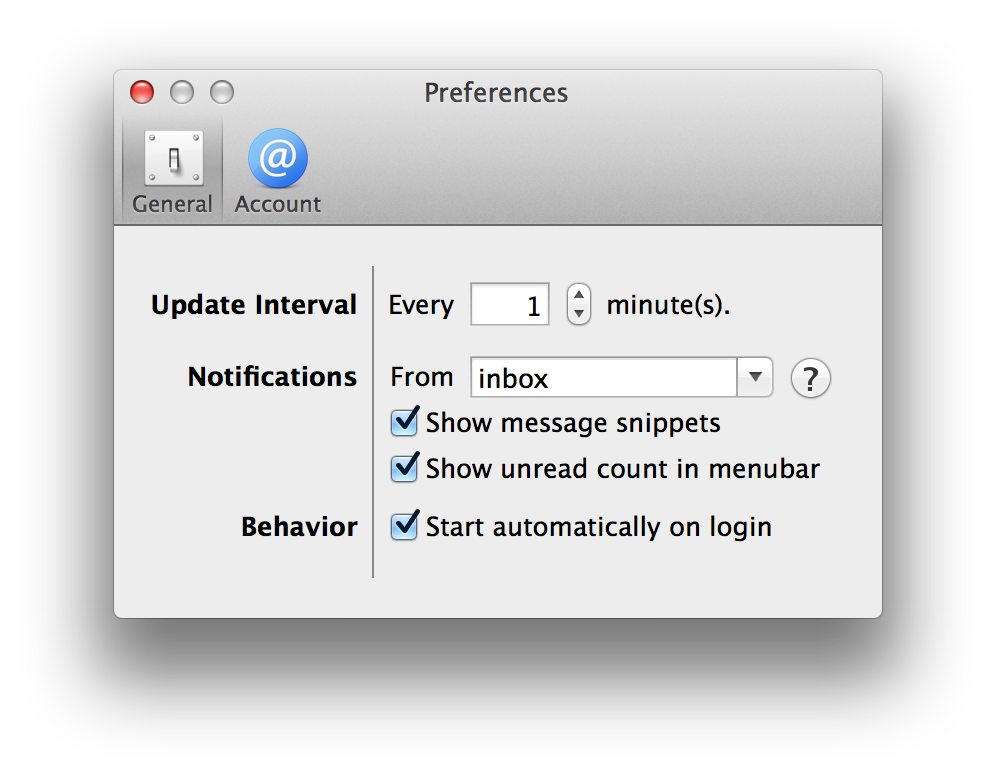 Preferences
General Account
Update Interval Every 1 minute(s).
Notifications From inbox ?
Show message snippets
Show unread count in menubar
Behavior Start automatically on login